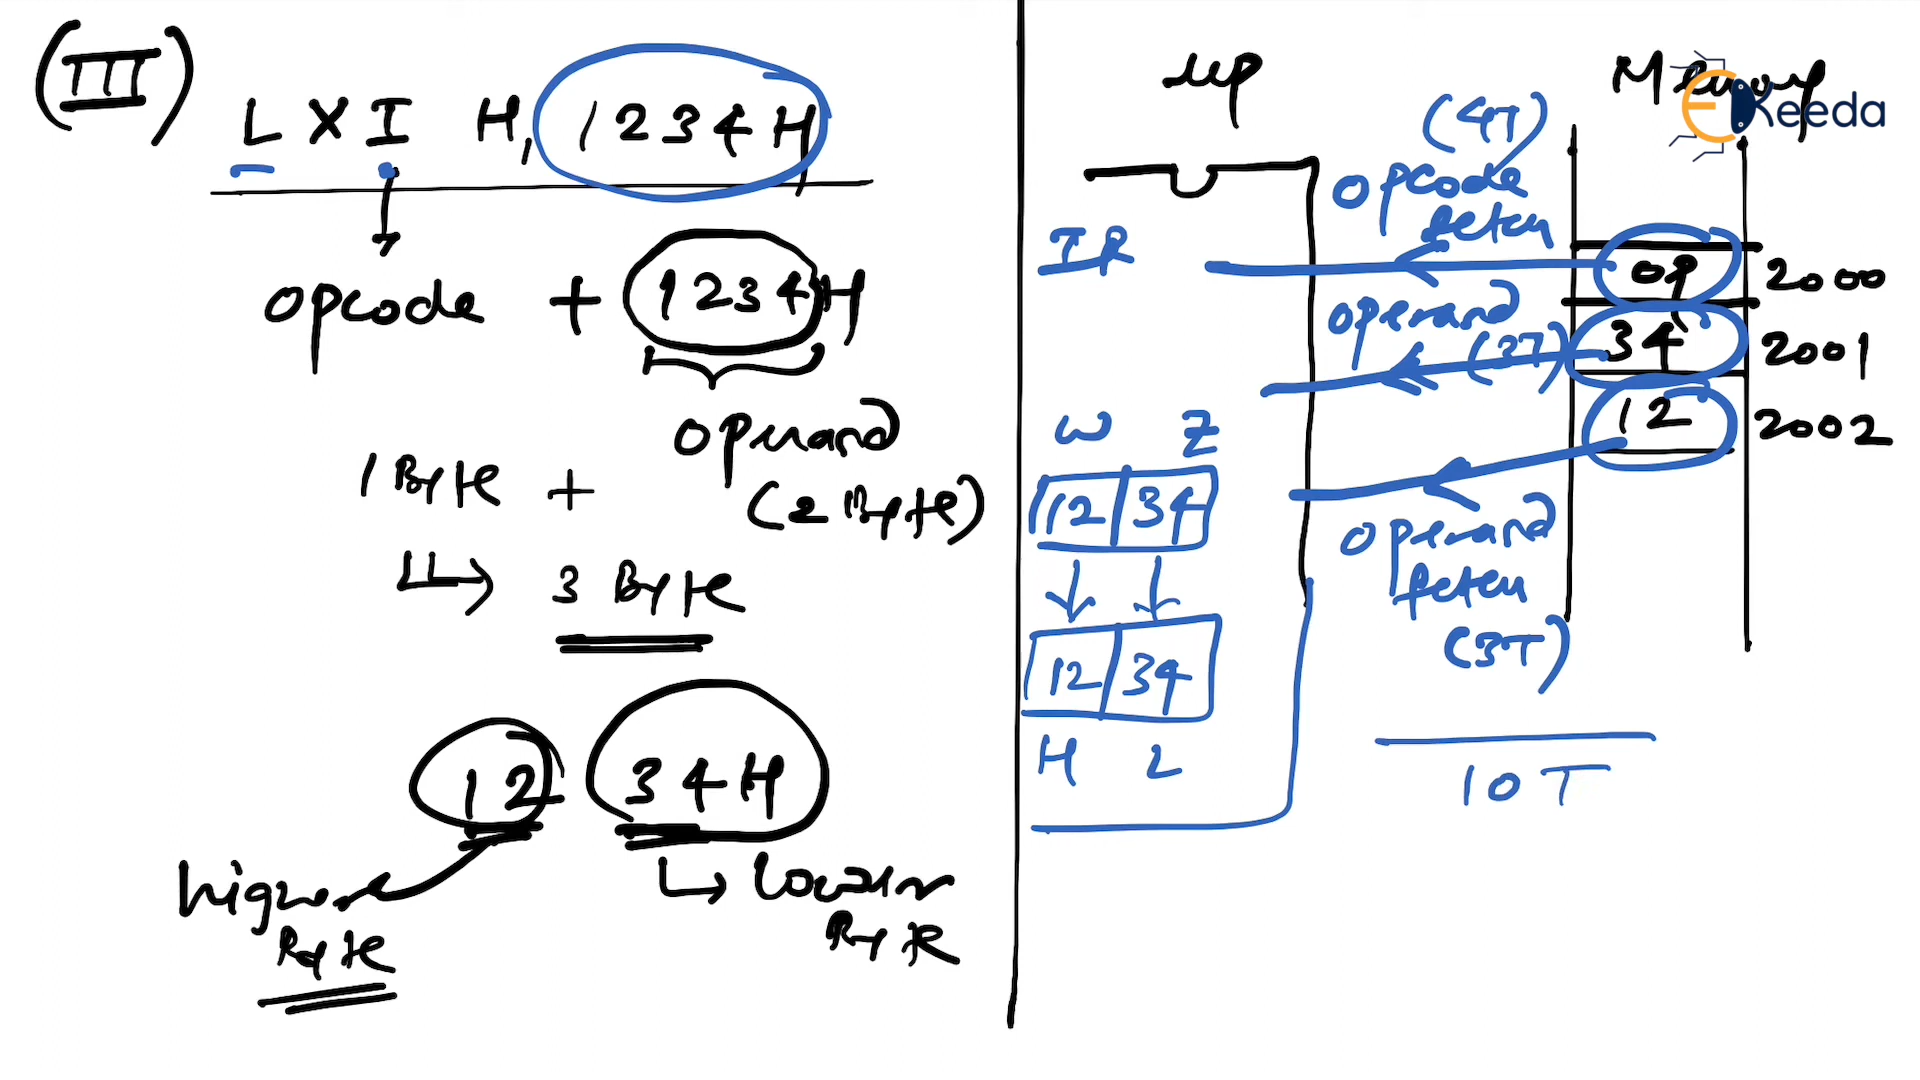 (III)
LXI H, 1234H
opcode + 1234H
operand
1 Byte + (2 Byte)
↳ 3 Byte
12 34H
higher Byte
↳ lower Byte
μp
Memory
EKeeda
(4T)
opcode fetch
IR
OP 2000
operand (3T)
34 2001
12 2002
W Z
12 34
operand fetch
(3T)
12 34
H L
10T